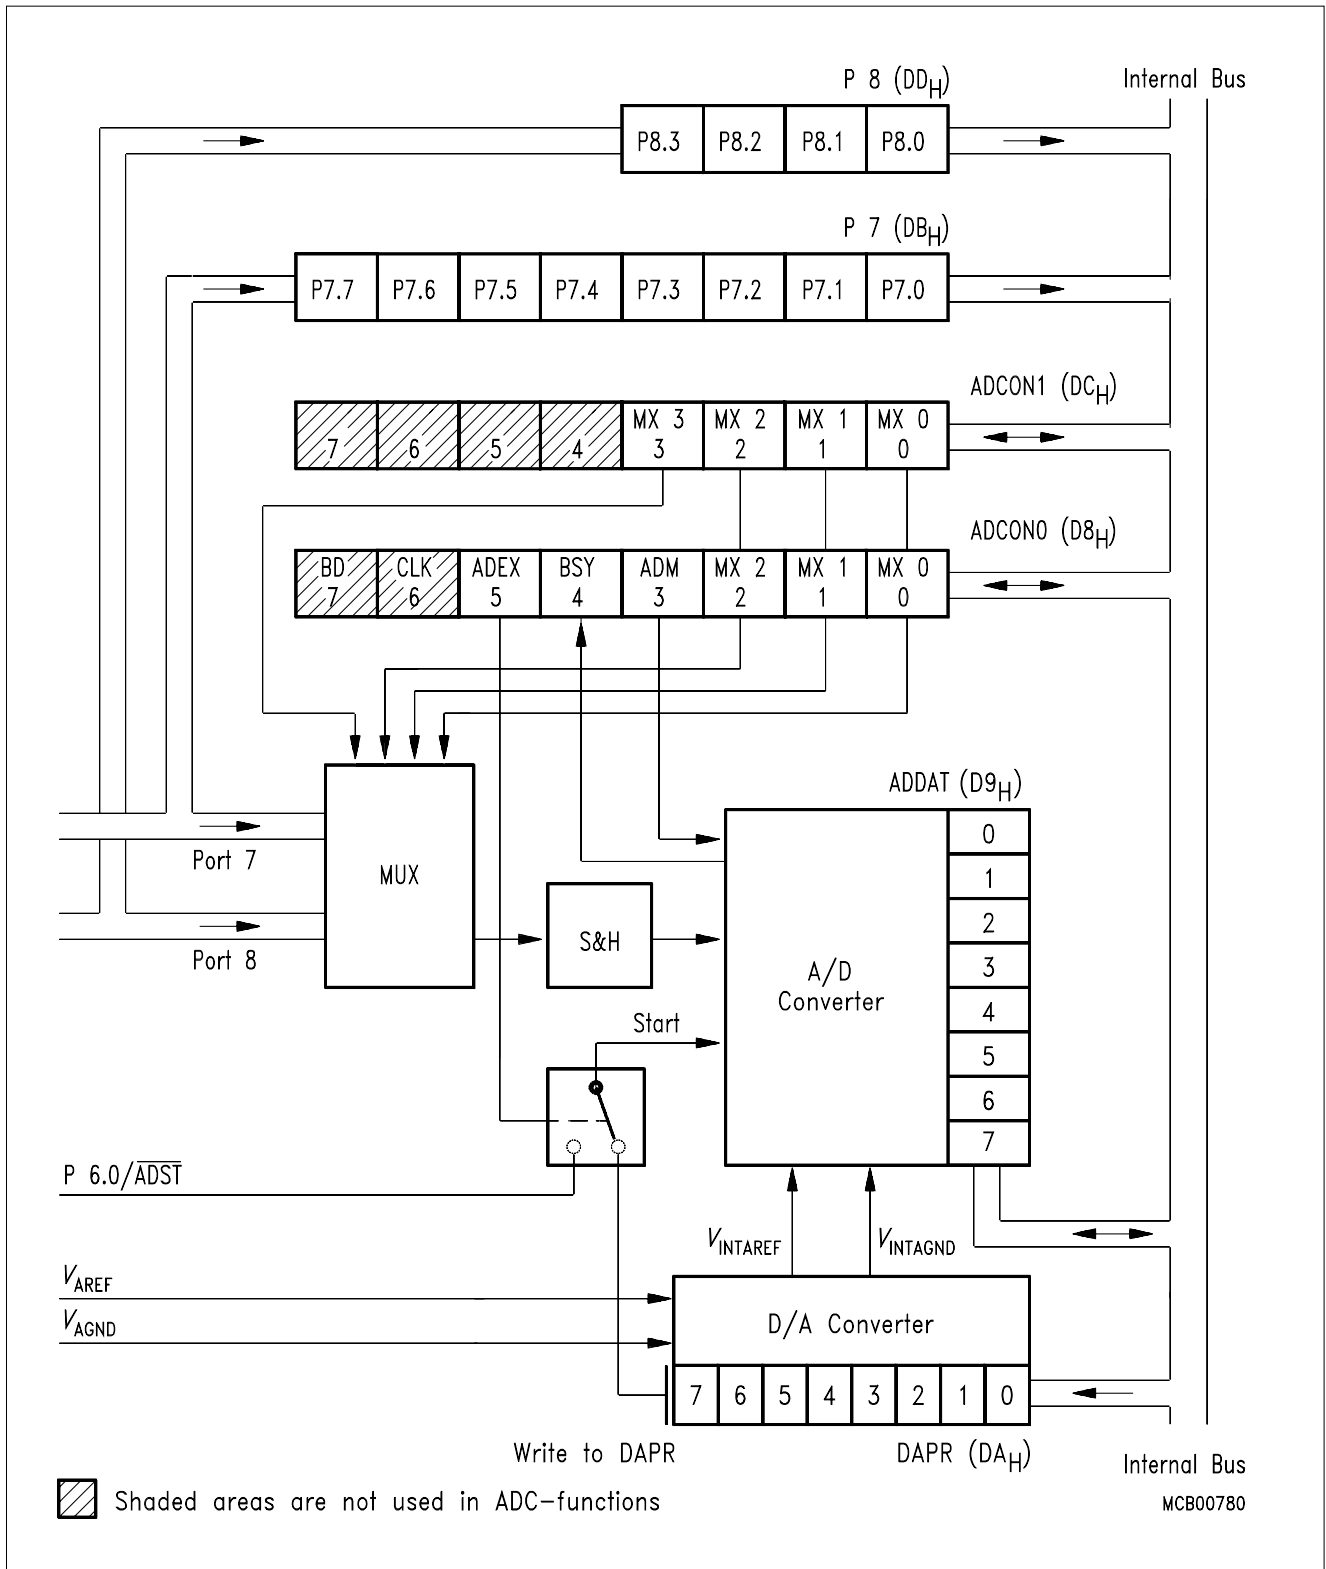 P 8 (DDH)
Internal Bus
P8.3 P8.2 P8.1 P8.0
P 7 (DBH)
P7.7 P7.6 P7.5 P7.4 P7.3 P7.2 P7.1 P7.0
ADCON1 (DCH)
MX 3 MX 2 MX 1 MX 0
7 6 5 4 3 2 1 0
ADCON0 (D8H)
BD CLK ADEX BSY ADM MX 2 MX 1 MX 0
7 6 5 4 3 2 1 0
ADDAT (D9H)
0
1
2
3
4
5
6
7
Port 7
MUX
Port 8
S&H
A/D
Converter
Start
P 6.0/ADST
VINTAREF
VINTAGND
VAREF
VAGND
D/A Converter
7 6 5 4 3 2 1 0
Write to DAPR
DAPR (DAH)
Internal Bus
Shaded areas are not used in ADC-functions
MCB00780